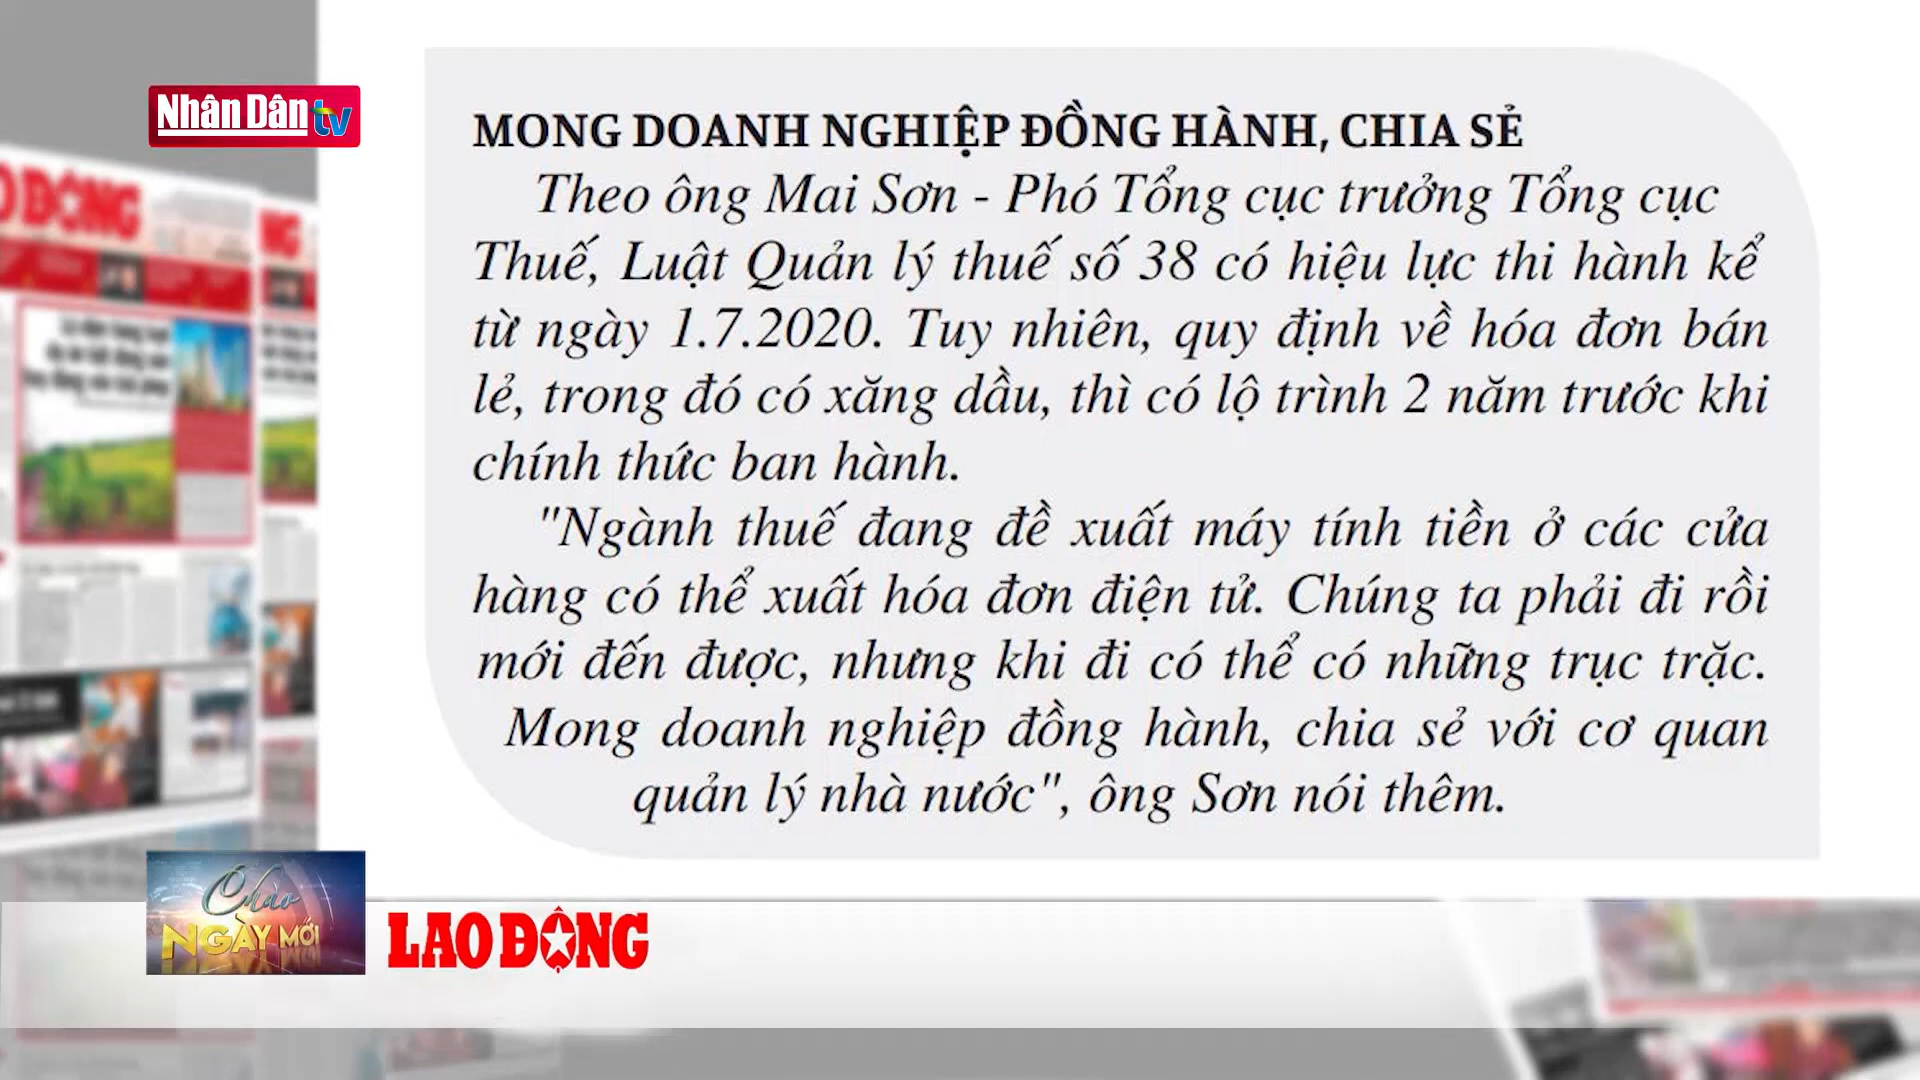 Nhân Dân tv
MONG DOANH NGHIỆP ĐỒNG HÀNH, CHIA SẺ
Theo ông Mai Sơn - Phó Tổng cục trưởng Tổng cục
Thuế, Luật Quản lý thuế số 38 có hiệu lực thi hành kể
từ ngày 1.7.2020. Tuy nhiên, quy định về hóa đơn bán
lẻ, trong đó có xăng dầu, thì có lộ trình 2 năm trước khi
chính thức ban hành.
"Ngành thuế đang đề xuất máy tính tiền ở các cửa
hàng có thể xuất hóa đơn điện tử. Chúng ta phải đi rồi
mới đến được, nhưng khi đi có thể có những trục trặc.
Mong doanh nghiệp đồng hành, chia sẻ với cơ quan
quản lý nhà nước", ông Sơn nói thêm.
Chào
NGÀY MỚI
LAO ĐỘNG